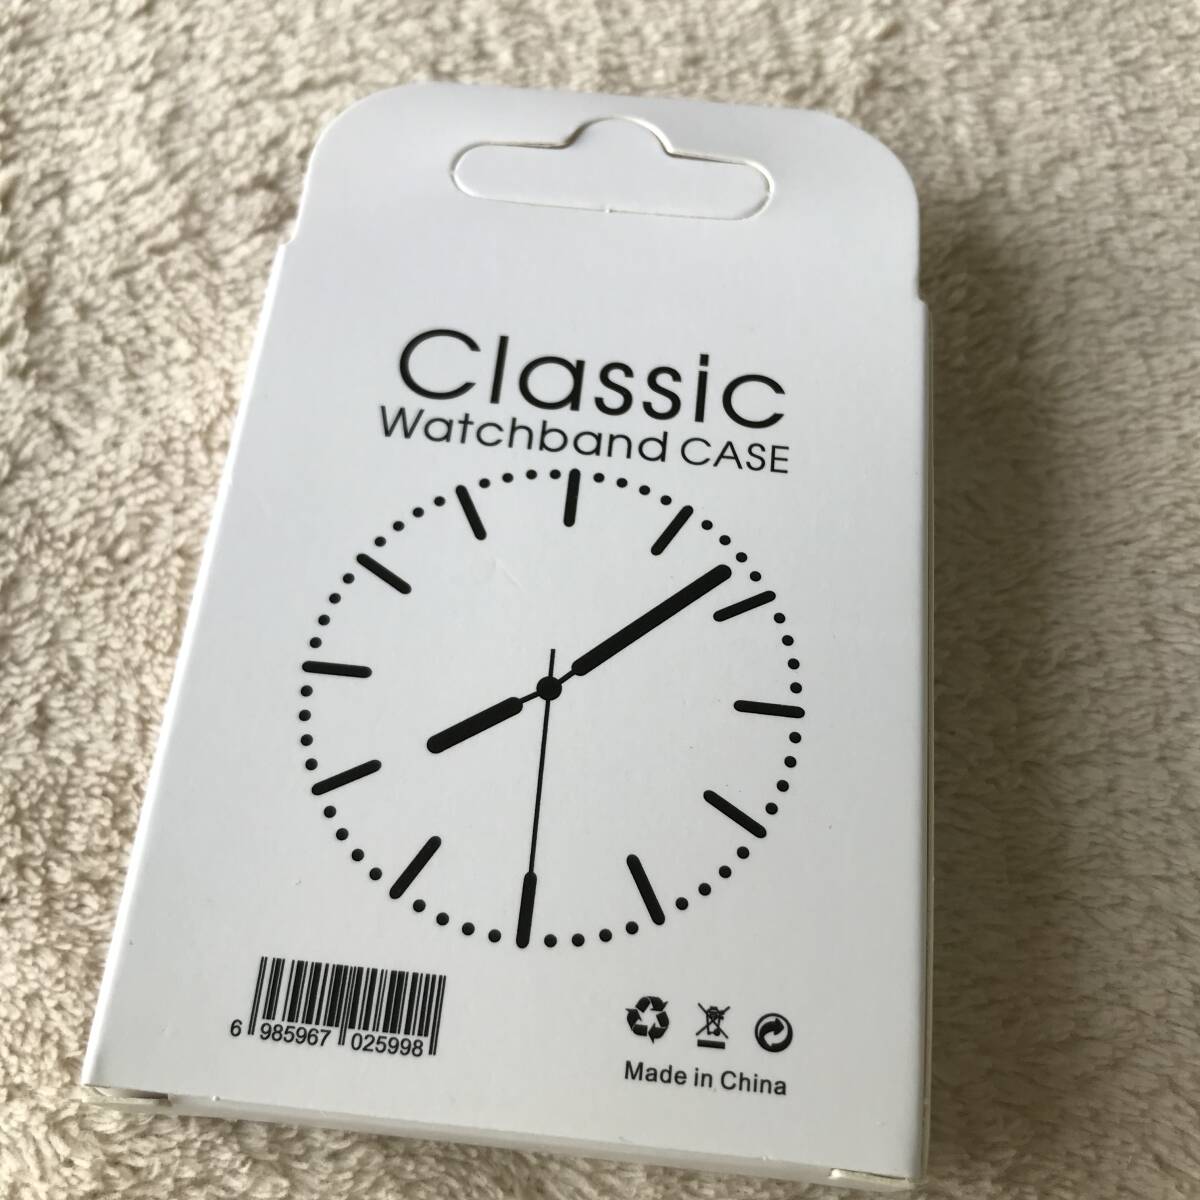 Classic
Watchband CASE
6 985967 025998
Made in China